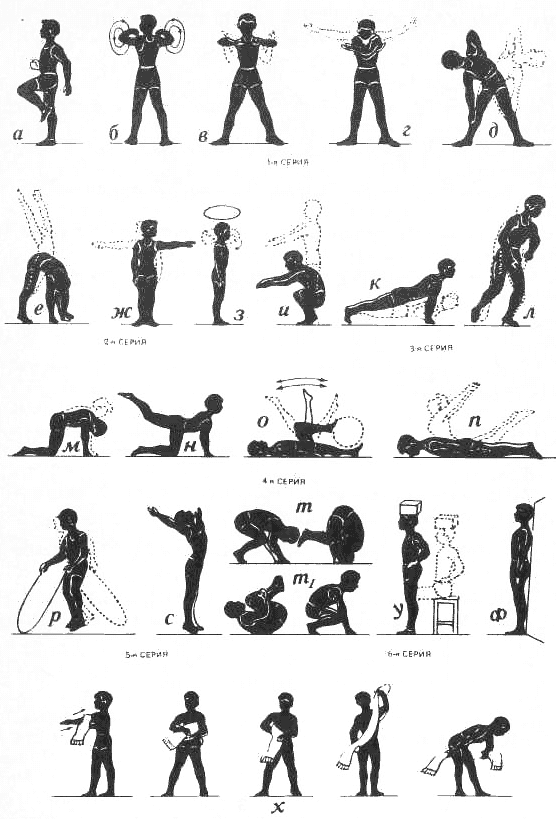 а б в г д
1-я СЕРИЯ
е ж з и к л
2-я СЕРИЯ 3-я СЕРИЯ
м н о п
4-я СЕРИЯ
р с т т₁ у ф
5-я СЕРИЯ 6-я СЕРИЯ
х